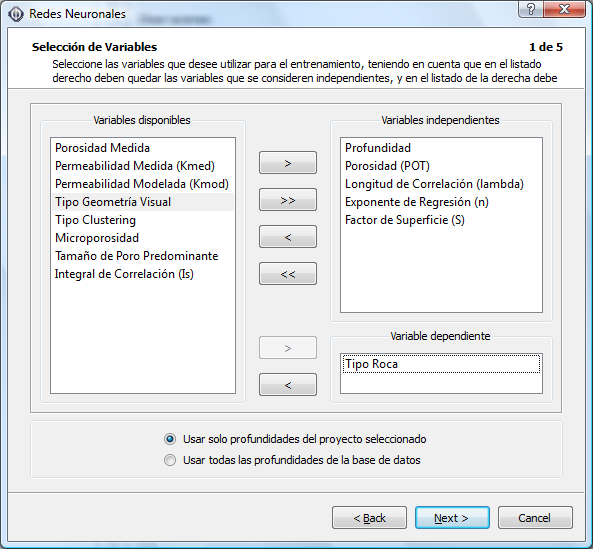 Redes Neuronales
?
Selección de Variables
1 de 5
Seleccione las variables que desee utilizar para el entrenamiento, teniendo en cuenta que en el listado
derecho deben quedar las variables que se consideren independientes, y en el listado de la derecha debe
Variables disponibles
Porosidad Medida
Permeabilidad Medida (Kmed)
Permeabilidad Modelada (Kmod)
Tipo Geometría Visual
Tipo Clustering
Microporosidad
Tamaño de Poro Predominante
Integral de Correlación (Is)
>
>>
<
<<
>
<
Variables independientes
Profundidad
Porosidad (POT)
Longitud de Correlación (lambda)
Exponente de Regresión (n)
Factor de Superficie (S)
Variable dependiente
Tipo Roca
Usar solo profundidades del proyecto seleccionado
Usar todas las profundidades de la base de datos
< Back
Next >
Cancel